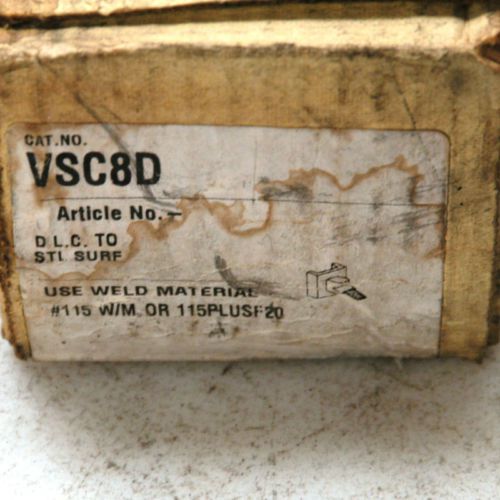 CAT.NO.
VSC8D
Article No. –
D.L.C. TO
STL SURF
USE WELD MATERIAL
#115 W/M OR 115PLUSF20